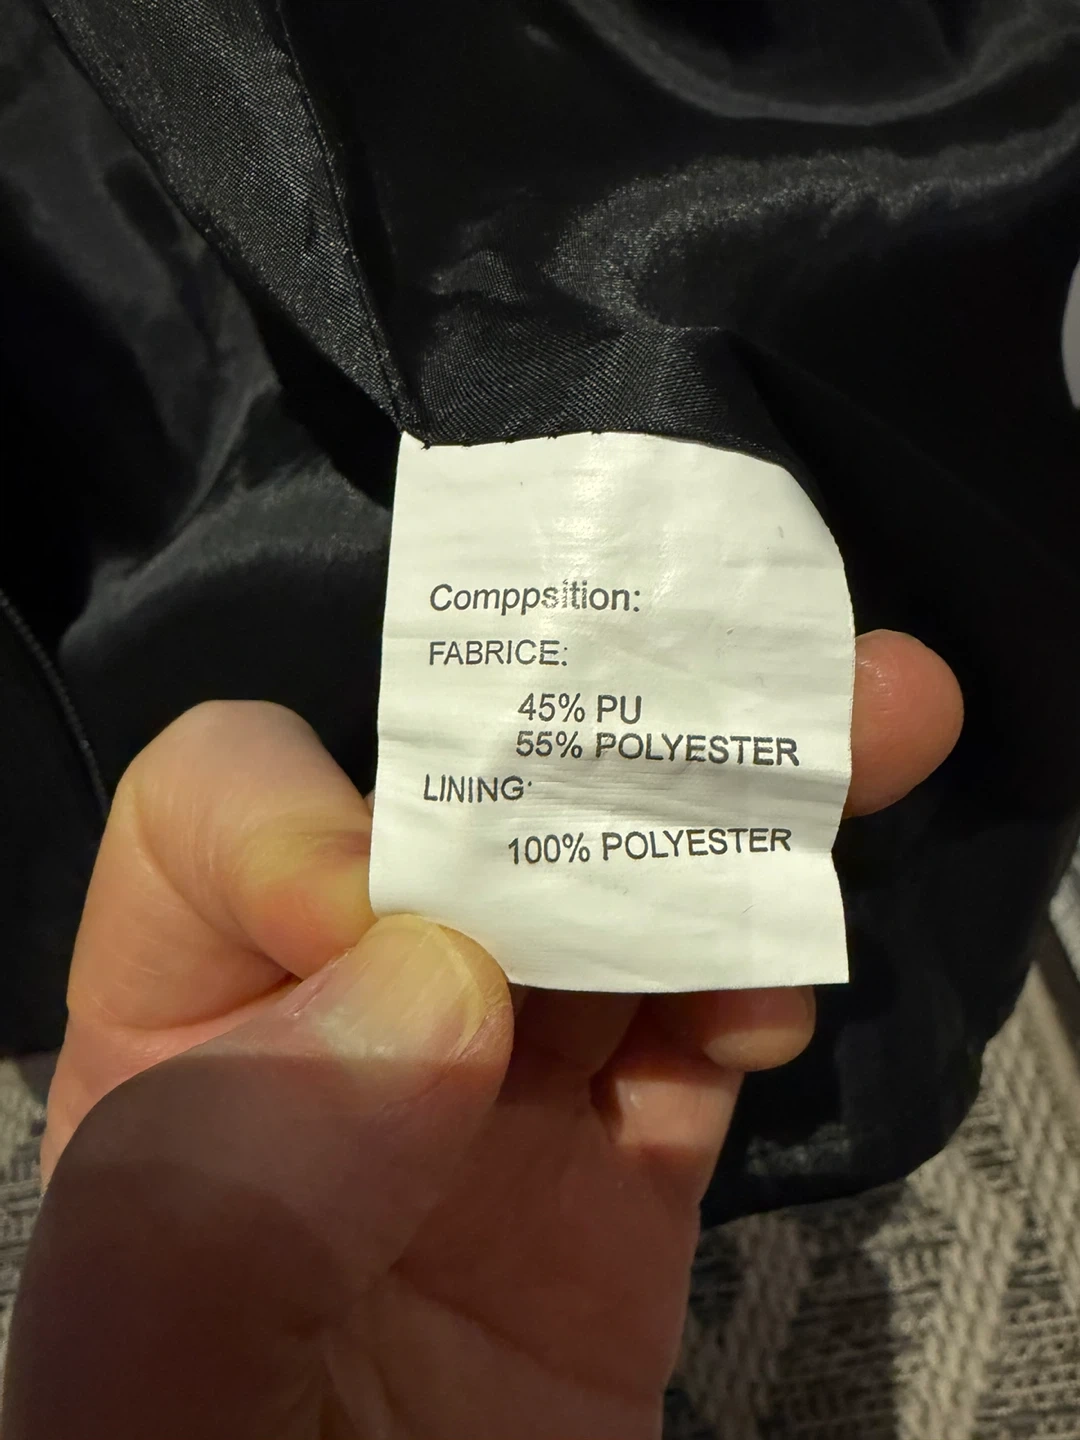 Comppsition:
FABRICE:
45% PU
55% POLYESTER
LINING:
100% POLYESTER